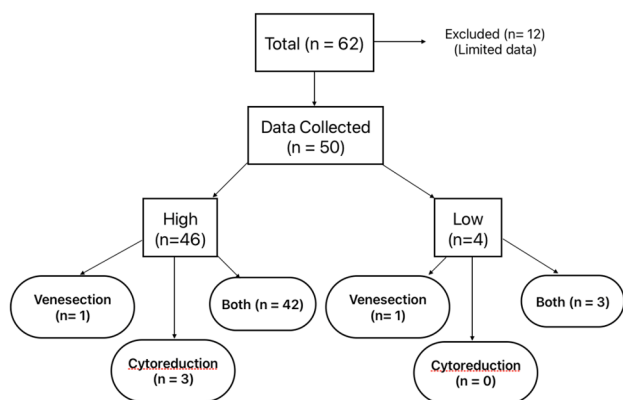 Total (n = 62)
Excluded (n= 12)
(Limited data)
Data Collected
(n = 50)
High
(n=46)
Low
(n=4)
Venesection
(n= 1)
Both (n = 42)
Venesection
(n= 1)
Both (n = 3)
Cytoreduction
(n = 3)
Cytoreduction
(n = 0)